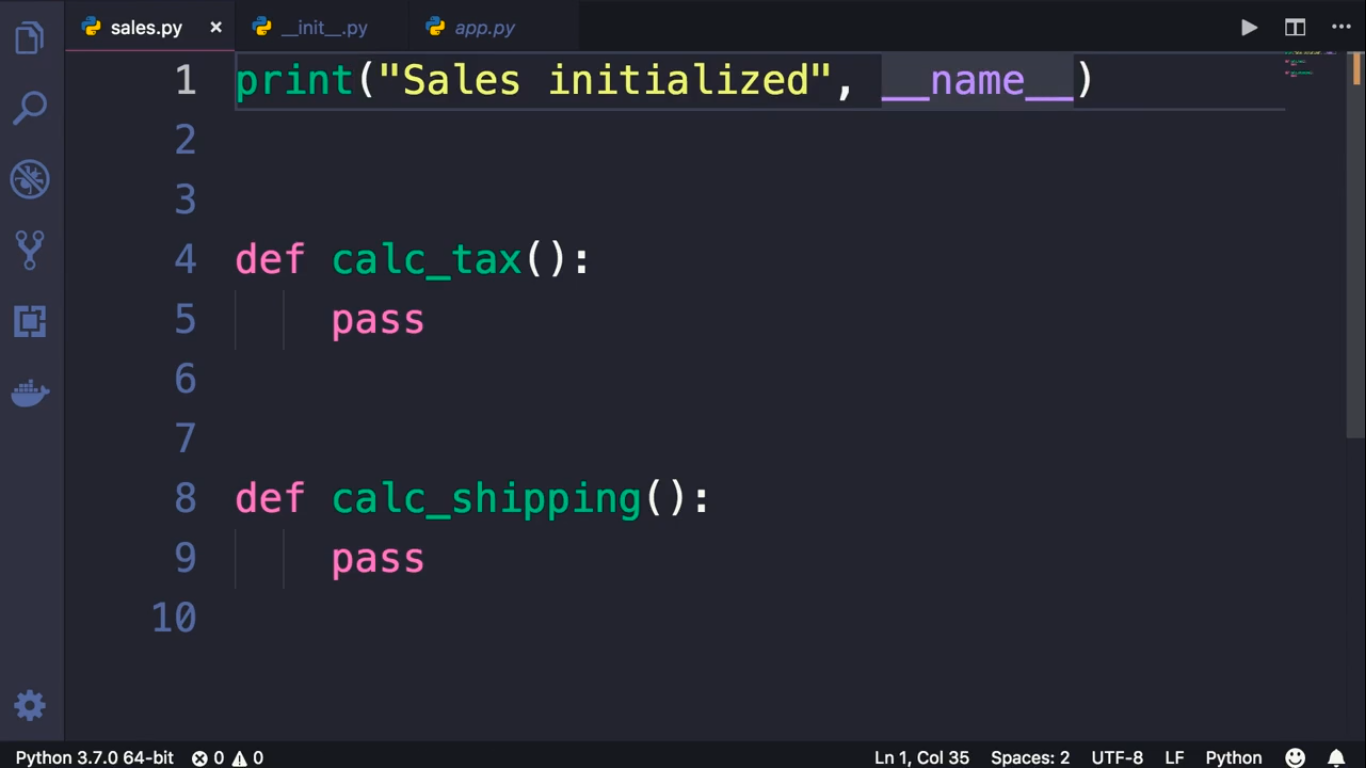 sales.py × __init__.py app.py
1 print("Sales initialized", __name__)
2
3
4 def calc_tax():
5     pass
6
7
8 def calc_shipping():
9     pass
10
Python 3.7.0 64-bit 0 0 Ln 1, Col 35 Spaces: 2 UTF-8 LF Python